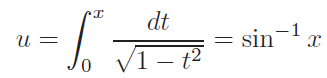 u = ∫₀ˣ dt / √(1 − t²) = sin⁻¹ x